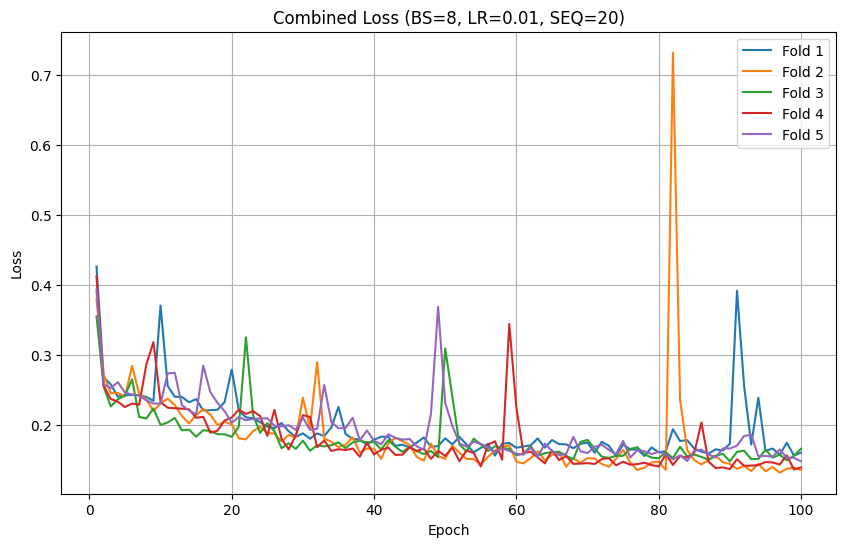 Combined Loss (BS=8, LR=0.01, SEQ=20)
Loss
0.7
0.6
0.5
0.4
0.3
0.2
Fold 1
Fold 2
Fold 3
Fold 4
Fold 5
0
20
40
60
80
100
Epoch